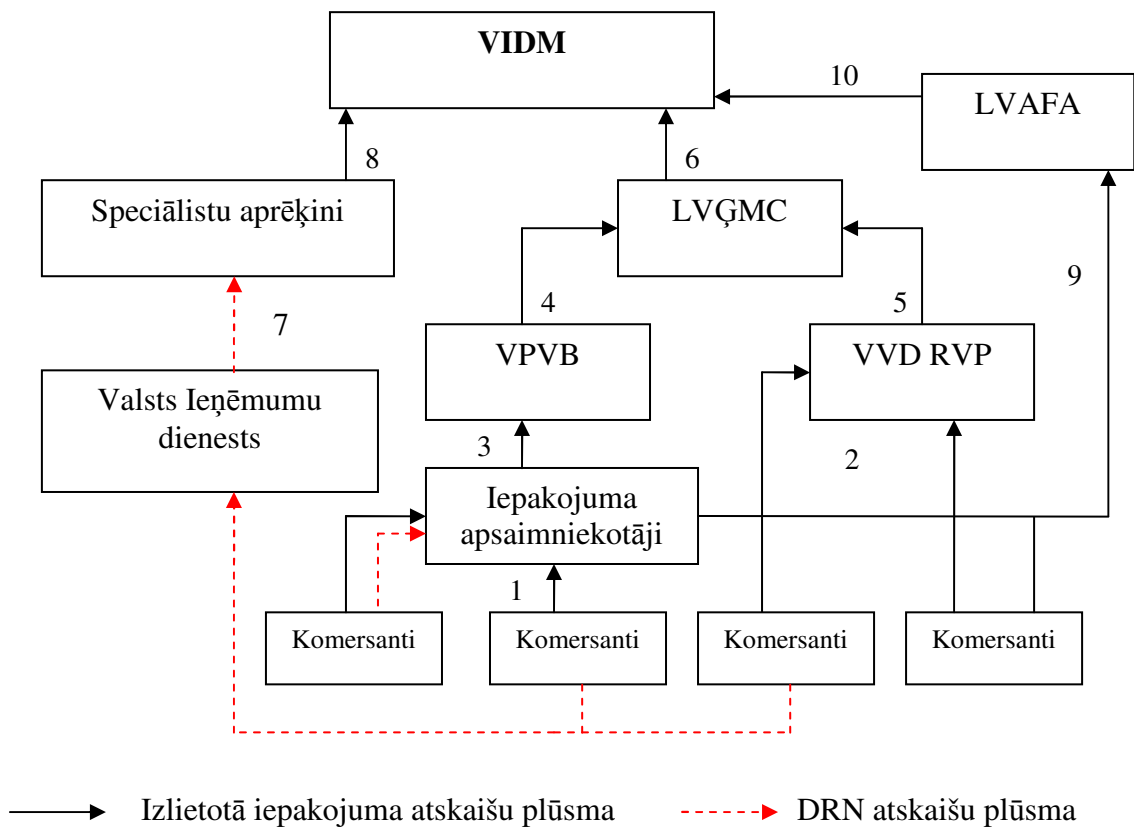 VIDM
10
LVAFA
8
6
Speciālistu aprēķini
LVĢMC
9
7
4
5
VPVB
VVD RVP
Valsts Ieņēmumu
dienests
3
2
Iepakojuma
apsaimniekotāji
1
Komersanti
Komersanti
Komersanti
Komersanti
Izlietotā iepakojuma atskaišu plūsma
DRN atskaišu plūsma